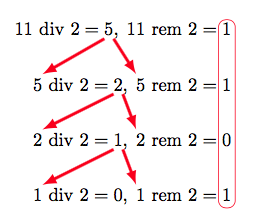 11 div 2 = 5, 11 rem 2 = 1
5 div 2 = 2, 5 rem 2 = 1
2 div 2 = 1, 2 rem 2 = 0
1 div 2 = 0, 1 rem 2 = 1